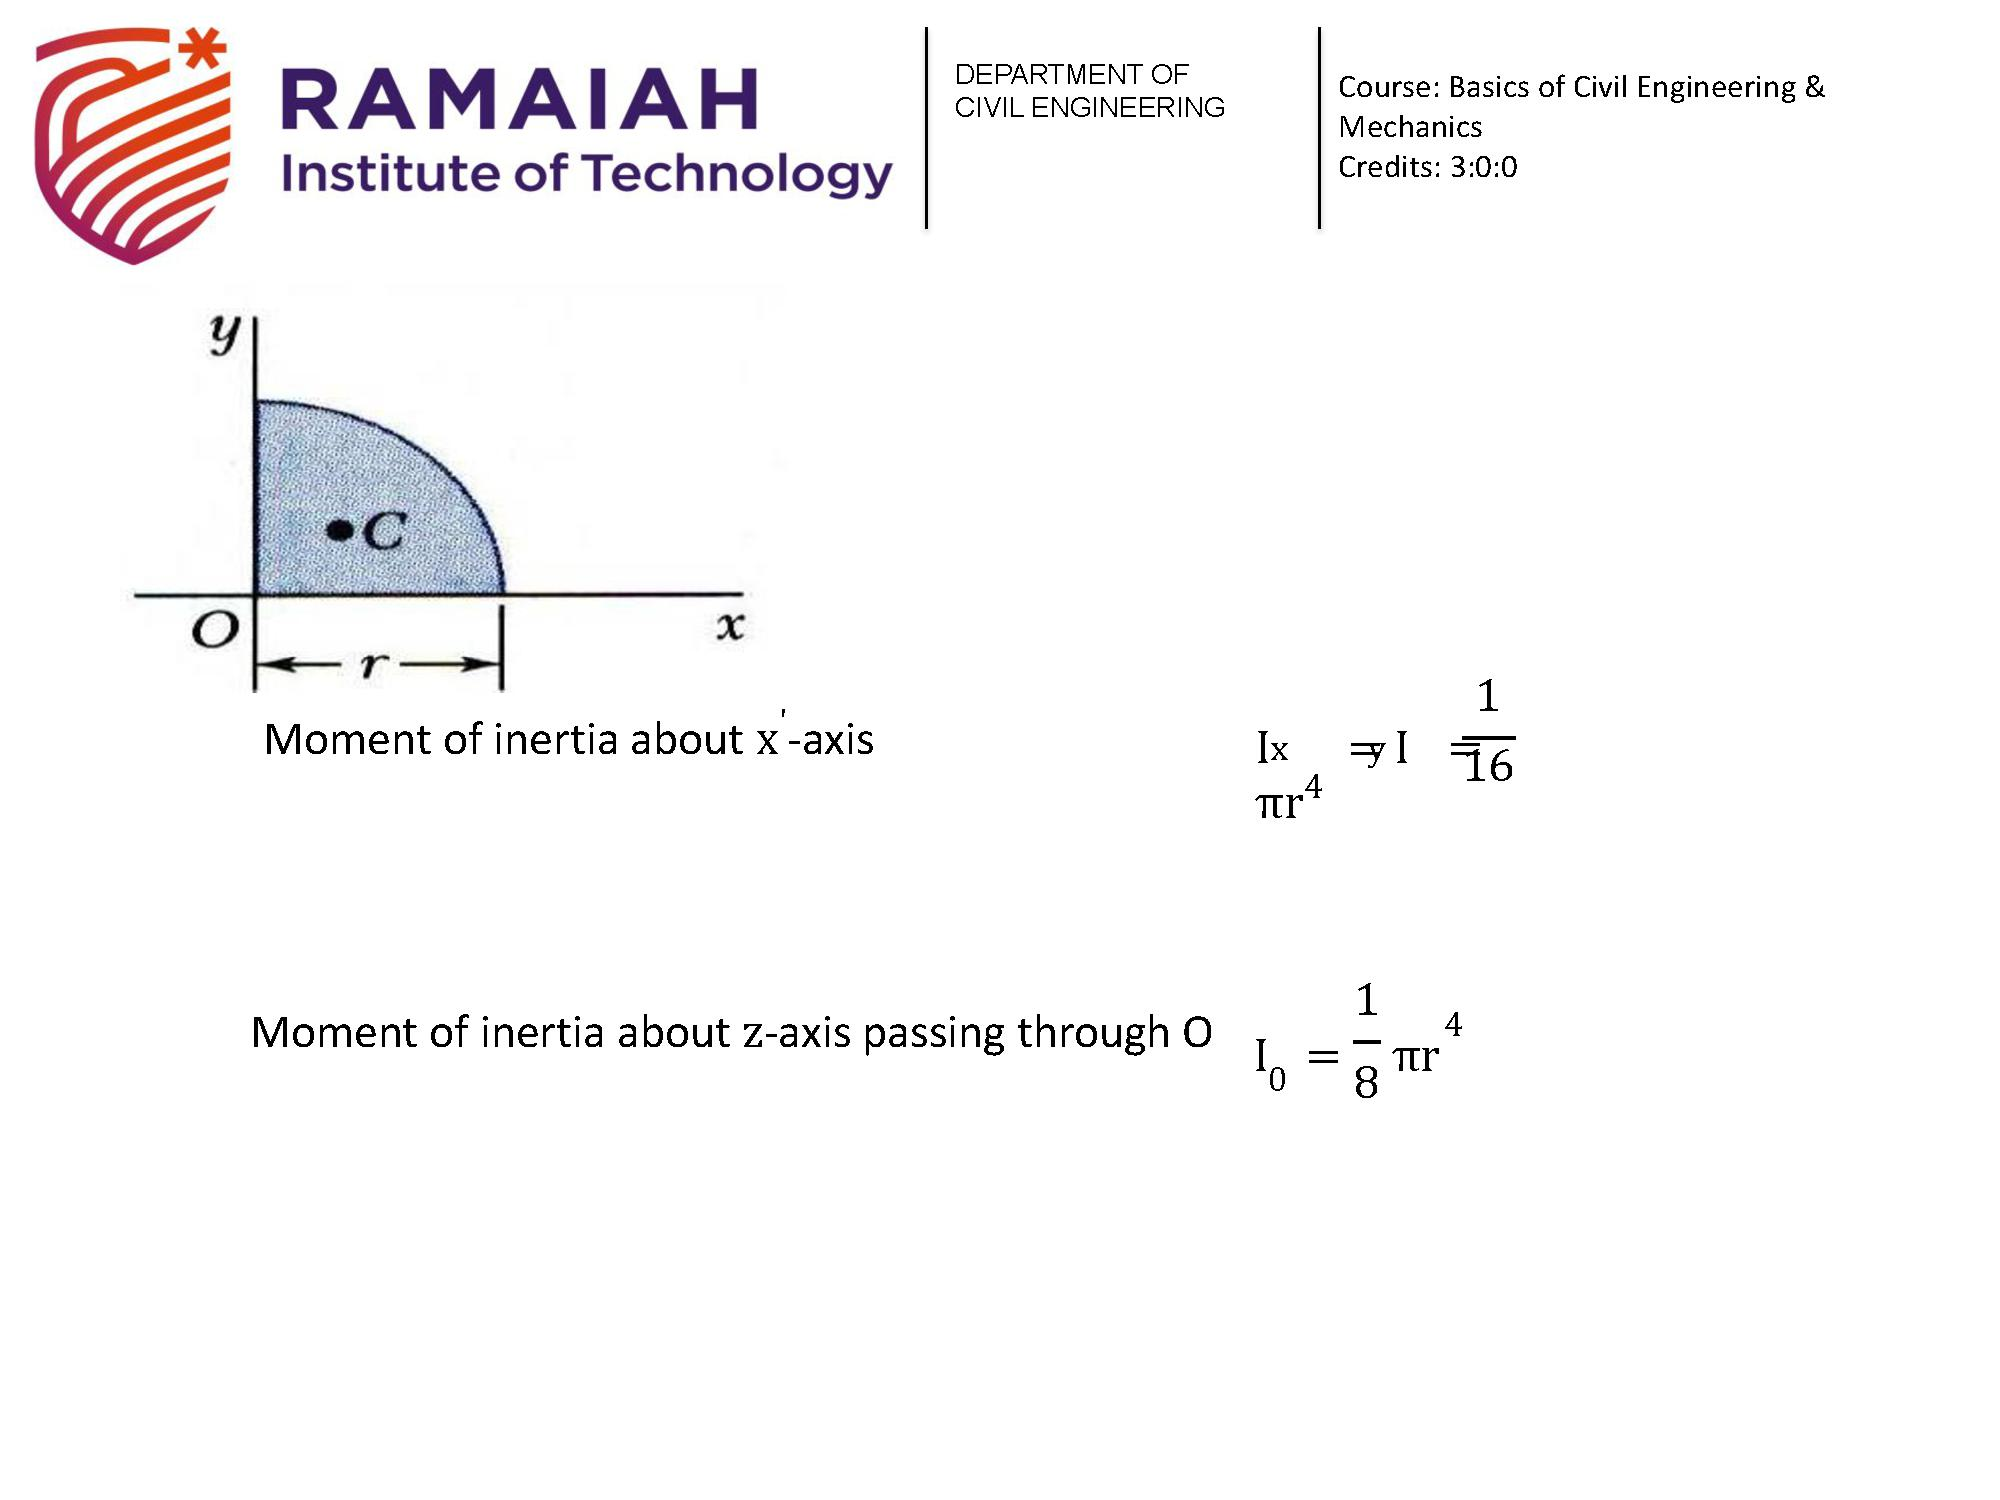 RAMAIAH
Institute of Technology
DEPARTMENT OF
CIVIL ENGINEERING
Course: Basics of Civil Engineering &
Mechanics
Credits: 3:0:0
y
C
O
x
r
Moment of inertia about x'-axis
Ix = y I = 1/16
πr⁴
Moment of inertia about z-axis passing through O
I₀ = 1/8 πr⁴